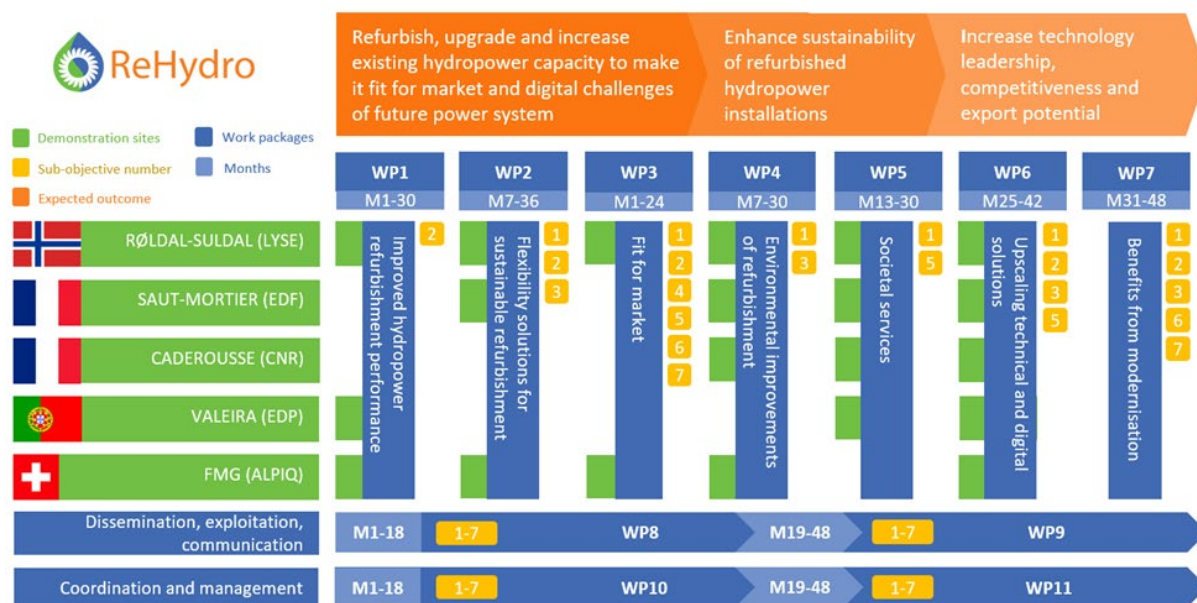 ReHydro
Refurbish, upgrade and increase
existing hydropower capacity to make
it fit for market and digital challenges
of future power system
Enhance sustainability
of refurbished
hydropower
installations
Increase technology
leadership,
competitiveness and
export potential
Demonstration sites
Work packages
Sub-objective number
Months
Expected outcome
WP1
M1-30
WP2
M7-36
WP3
M1-24
WP4
M7-30
WP5
M13-30
WP6
M25-42
WP7
M31-48
RØLDAL-SULDAL (LYSE)
SAUT-MORTIER (EDF)
CADEROUSSE (CNR)
VALEIRA (EDP)
FMG (ALPIQ)
Improved hydropower
refurbishment performance
2
Flexibility solutions for
sustainable refurbishment
1
2
3
Fit for market
1
2
4
5
6
7
Environmental improvements
of refurbishment
1
3
Societal services
1
5
Upscaling technical and digital
solutions
1
2
3
5
Benefits from modernisation
1
2
3
6
7
Dissemination, exploitation,
communication
M1-18
1-7
WP8
M19-48
1-7
WP9
Coordination and management
M1-18
1-7
WP10
M19-48
1-7
WP11